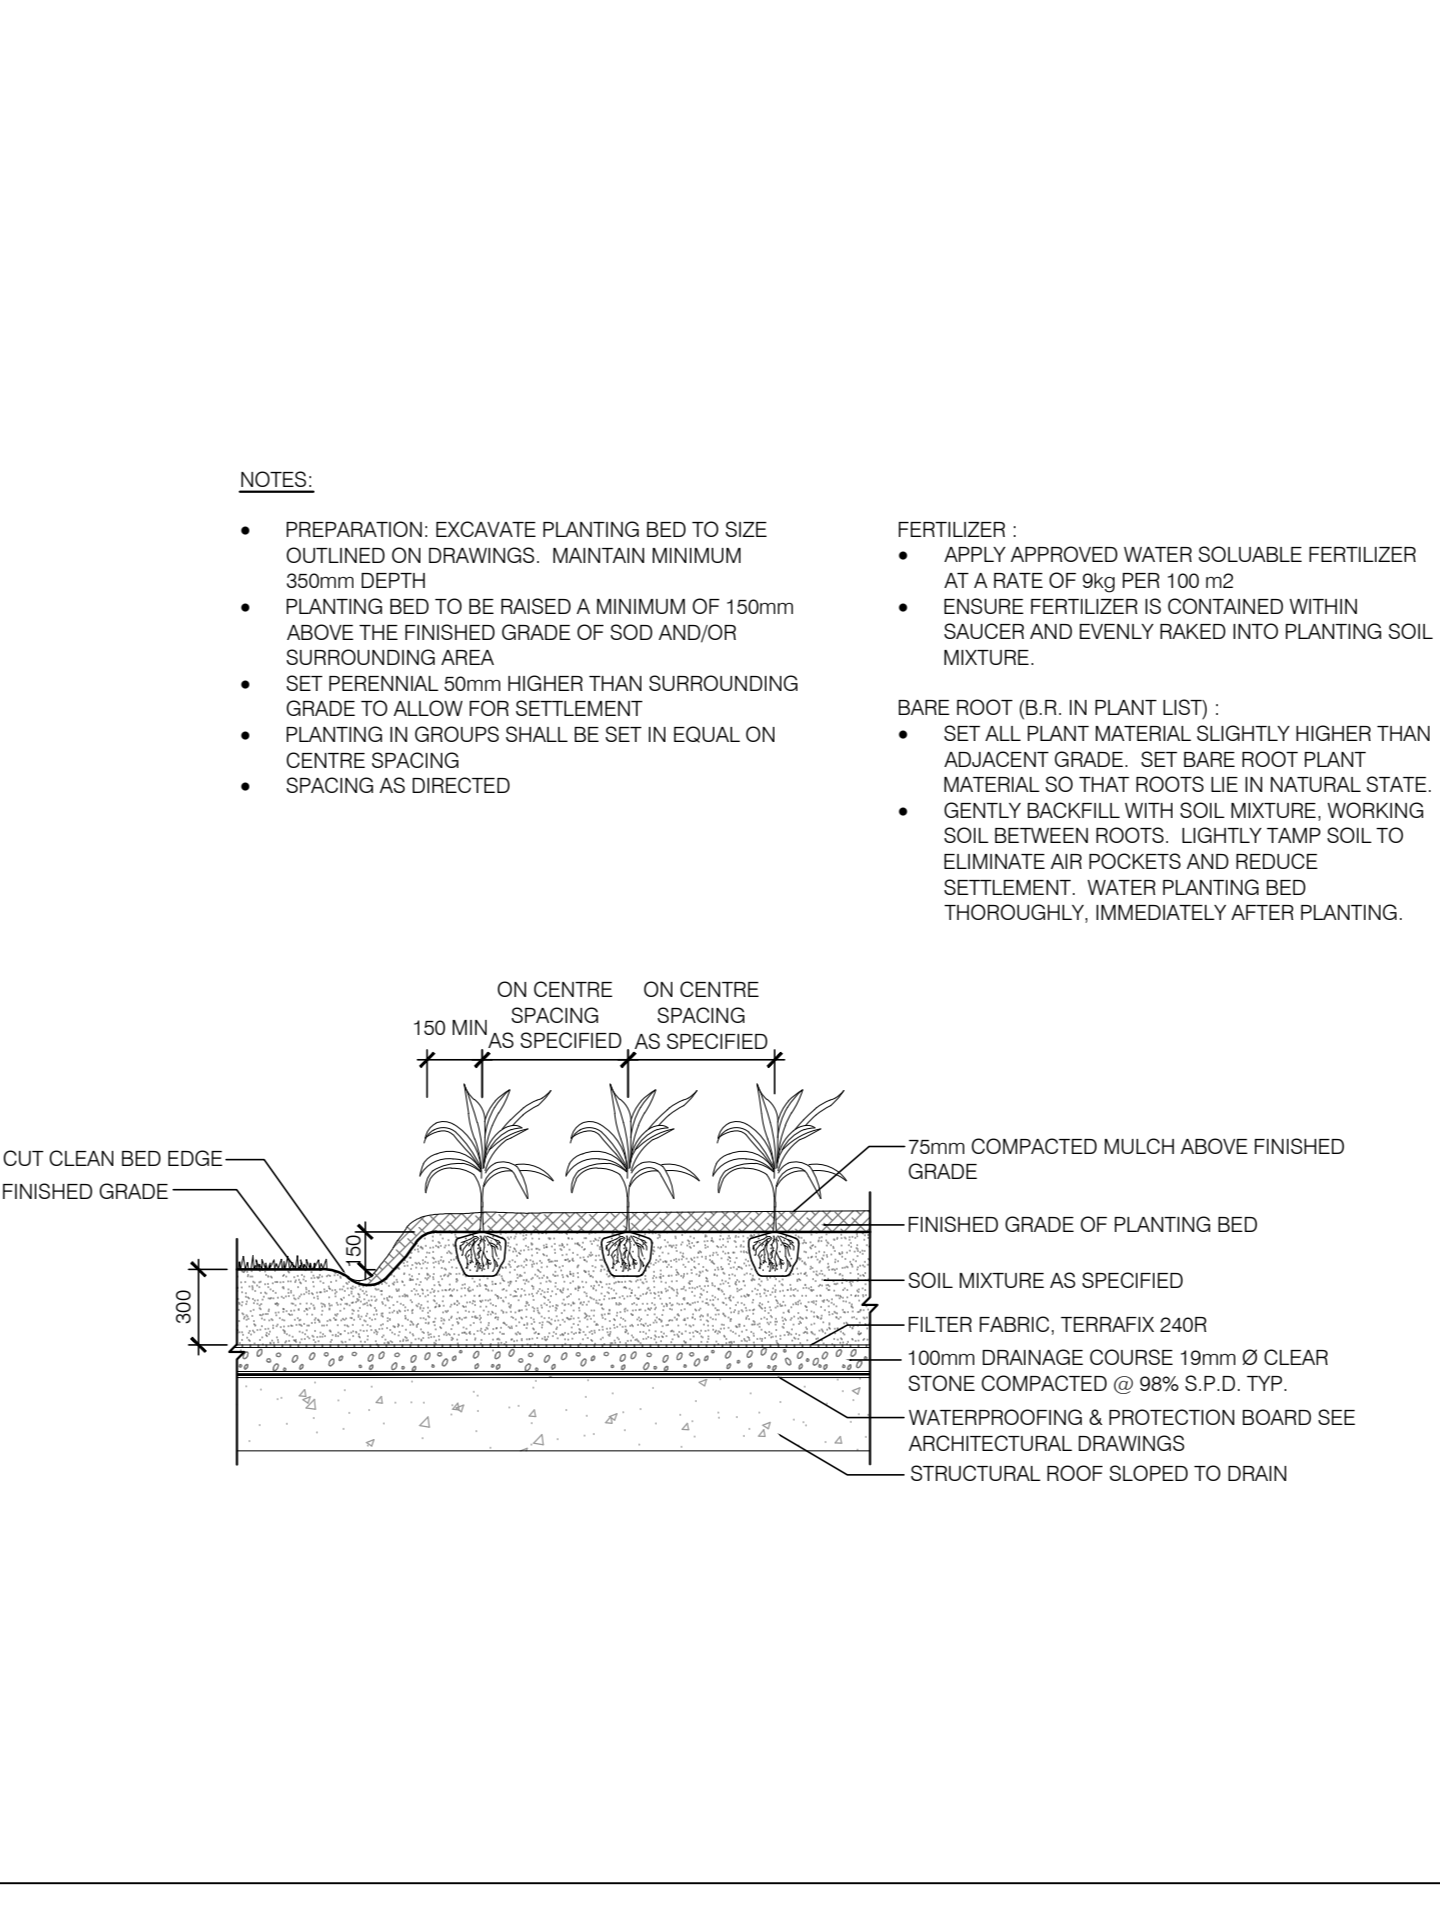 NOTES:
● PREPARATION: EXCAVATE PLANTING BED TO SIZE
OUTLINED ON DRAWINGS. MAINTAIN MINIMUM
350mm DEPTH
● PLANTING BED TO BE RAISED A MINIMUM OF 150mm
ABOVE THE FINISHED GRADE OF SOD AND/OR
SURROUNDING AREA
● SET PERENNIAL 50mm HIGHER THAN SURROUNDING
GRADE TO ALLOW FOR SETTLEMENT
● PLANTING IN GROUPS SHALL BE SET IN EQUAL ON
CENTRE SPACING
● SPACING AS DIRECTED
FERTILIZER :
● APPLY APPROVED WATER SOLUABLE FERTILIZER
AT A RATE OF 9kg PER 100 m2
● ENSURE FERTILIZER IS CONTAINED WITHIN
SAUCER AND EVENLY RAKED INTO PLANTING SOIL
MIXTURE.
BARE ROOT (B.R. IN PLANT LIST) :
● SET ALL PLANT MATERIAL SLIGHTLY HIGHER THAN
ADJACENT GRADE. SET BARE ROOT PLANT
MATERIAL SO THAT ROOTS LIE IN NATURAL STATE.
● GENTLY BACKFILL WITH SOIL MIXTURE, WORKING
SOIL BETWEEN ROOTS. LIGHTLY TAMP SOIL TO
ELIMINATE AIR POCKETS AND REDUCE
SETTLEMENT. WATER PLANTING BED
THOROUGHLY, IMMEDIATELY AFTER PLANTING.
150 MIN
ON CENTRE
SPACING
AS SPECIFIED
ON CENTRE
SPACING
AS SPECIFIED
CUT CLEAN BED EDGE
FINISHED GRADE
150
300
75mm COMPACTED MULCH ABOVE FINISHED
GRADE
FINISHED GRADE OF PLANTING BED
SOIL MIXTURE AS SPECIFIED
FILTER FABRIC, TERRAFIX 240R
100mm DRAINAGE COURSE 19mm Ø CLEAR
STONE COMPACTED @ 98% S.P.D. TYP.
WATERPROOFING & PROTECTION BOARD SEE
ARCHITECTURAL DRAWINGS
STRUCTURAL ROOF SLOPED TO DRAIN